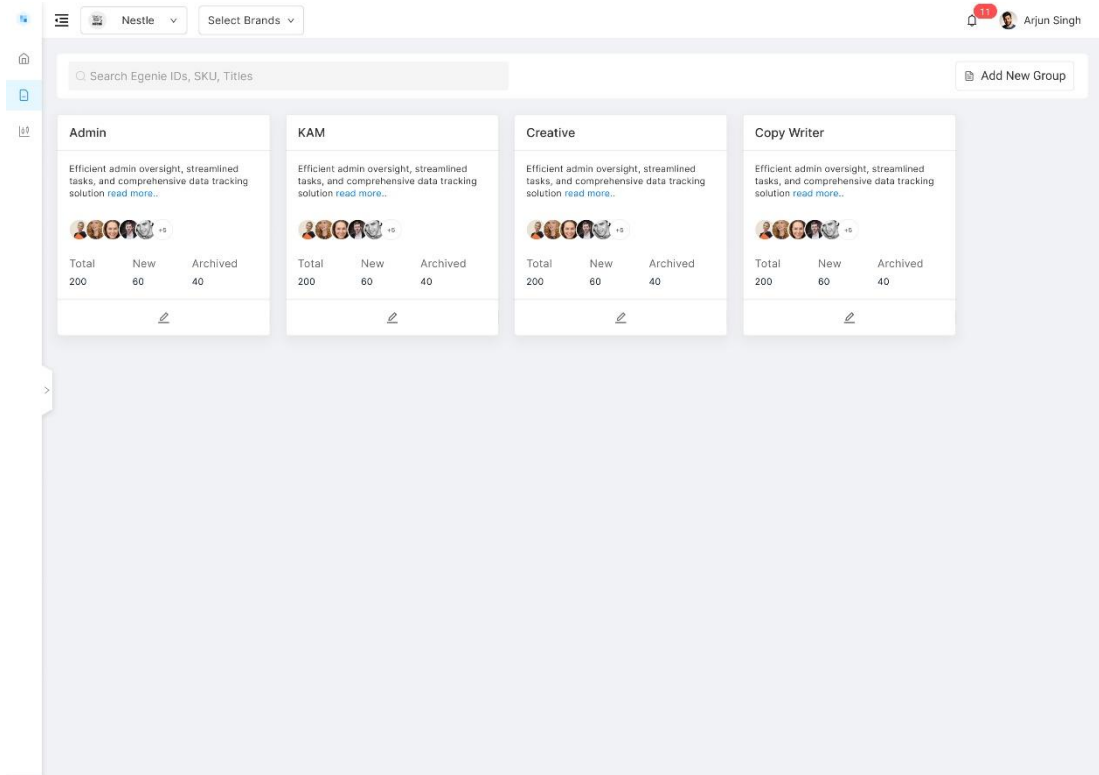 Nestle
Select Brands
11
Arjun Singh
Search Egenie IDs, SKU, Titles
Add New Group
Admin
Efficient admin oversight, streamlined
tasks, and comprehensive data tracking
solution read more..
+5
Total New Archived
200 60 40
KAM
Efficient admin oversight, streamlined
tasks, and comprehensive data tracking
solution read more..
+5
Total New Archived
200 60 40
Creative
Efficient admin oversight, streamlined
tasks, and comprehensive data tracking
solution read more..
+5
Total New Archived
200 60 40
Copy Writer
Efficient admin oversight, streamlined
tasks, and comprehensive data tracking
solution read more..
+5
Total New Archived
200 60 40